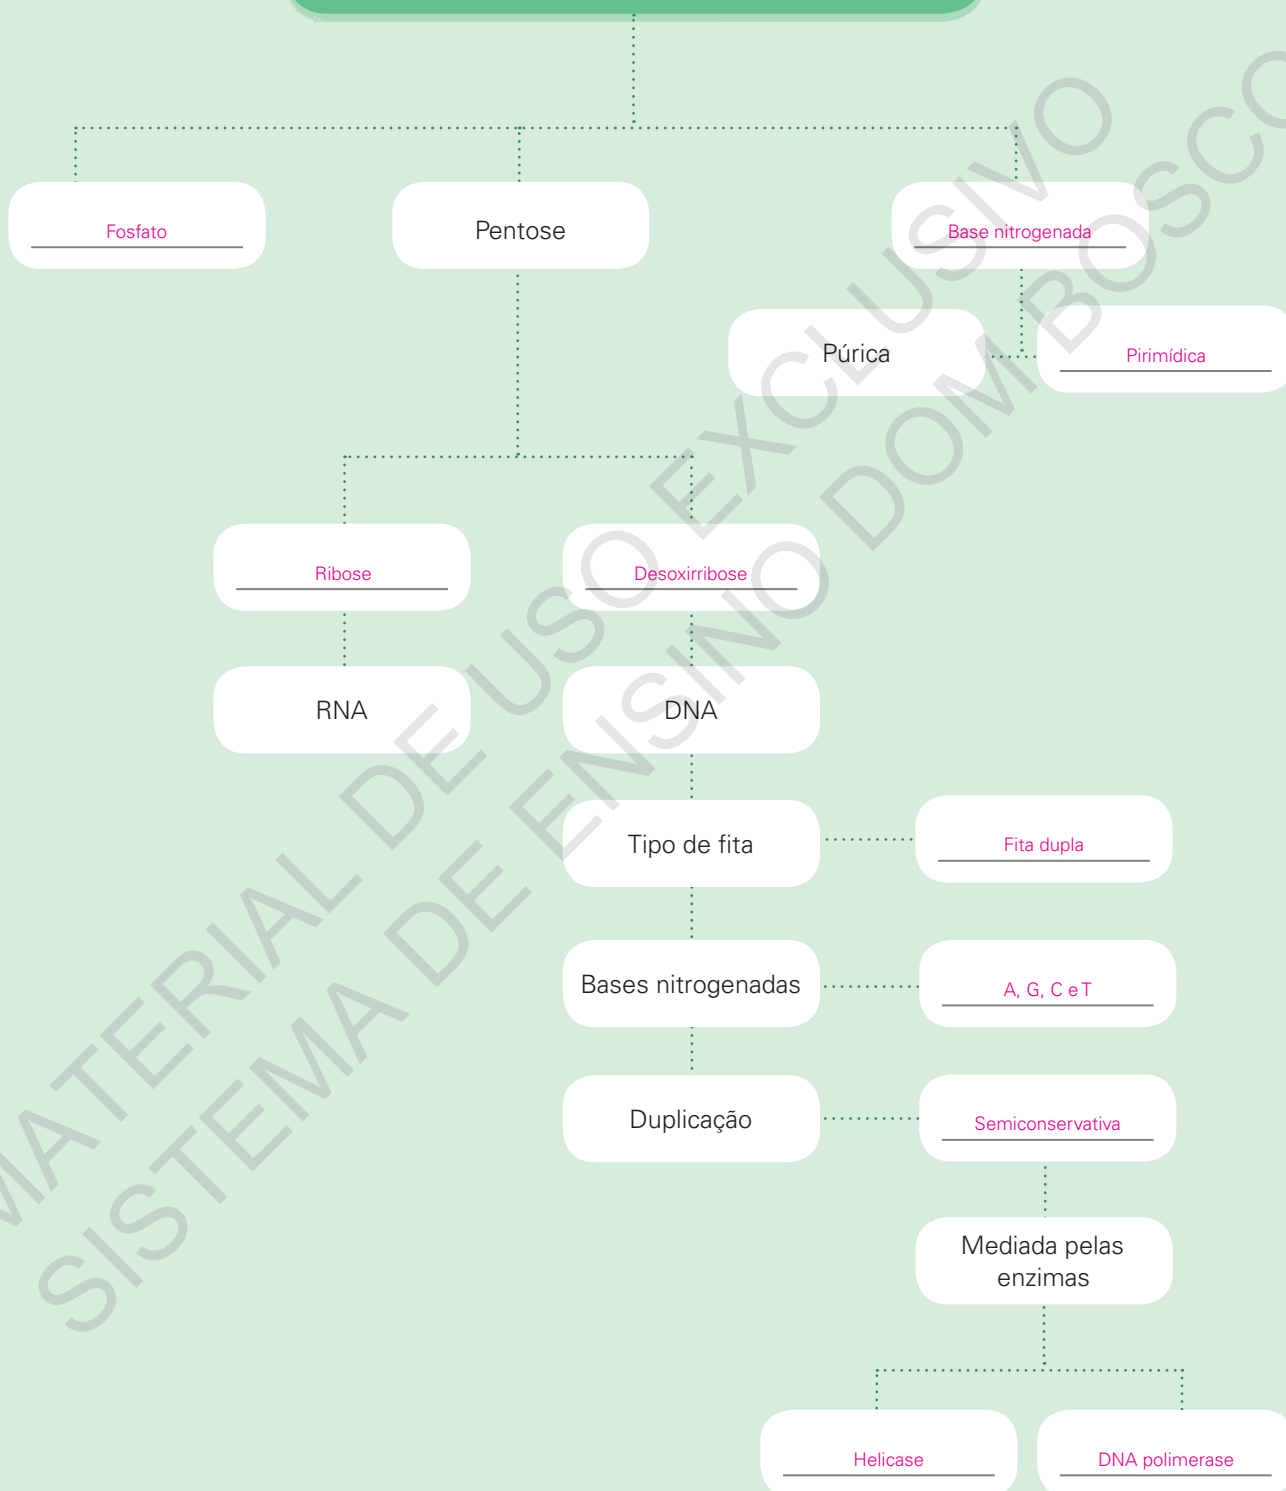 Fosfato
Pentose
Base nitrogenada
Púrica
Pirimídica
Ribose
Desoxirribose
RNA
DNA
Tipo de fita
Fita dupla
Bases nitrogenadas
A, G, C e T
Duplicação
Semiconservativa
Mediada pelas
enzimas
Helicase
DNA polimerase
MATERIAL DE USO EXCLUSIVO
SISTEMA DE ENSINO DOM BOSCO